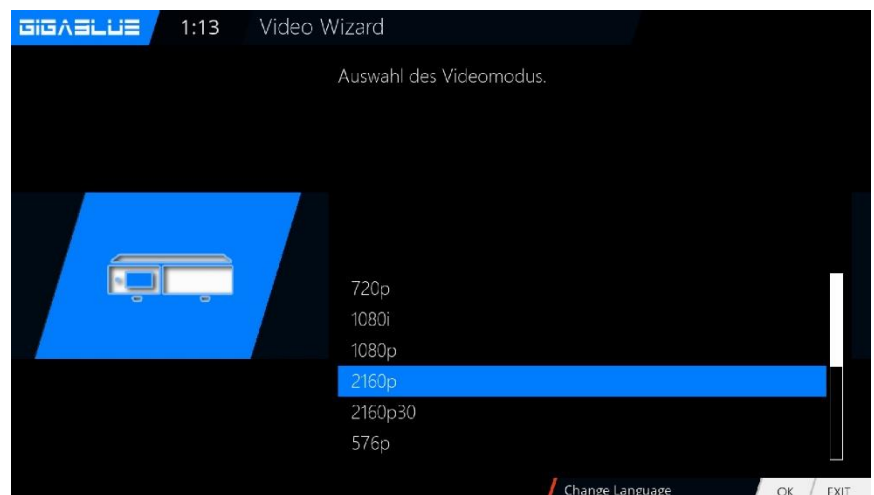 GIGABLUE 1:13 Video Wizard
Auswahl des Videomodus.
720p
1080i
1080p
2160p
2160p30
576p
Change Language OK EXIT